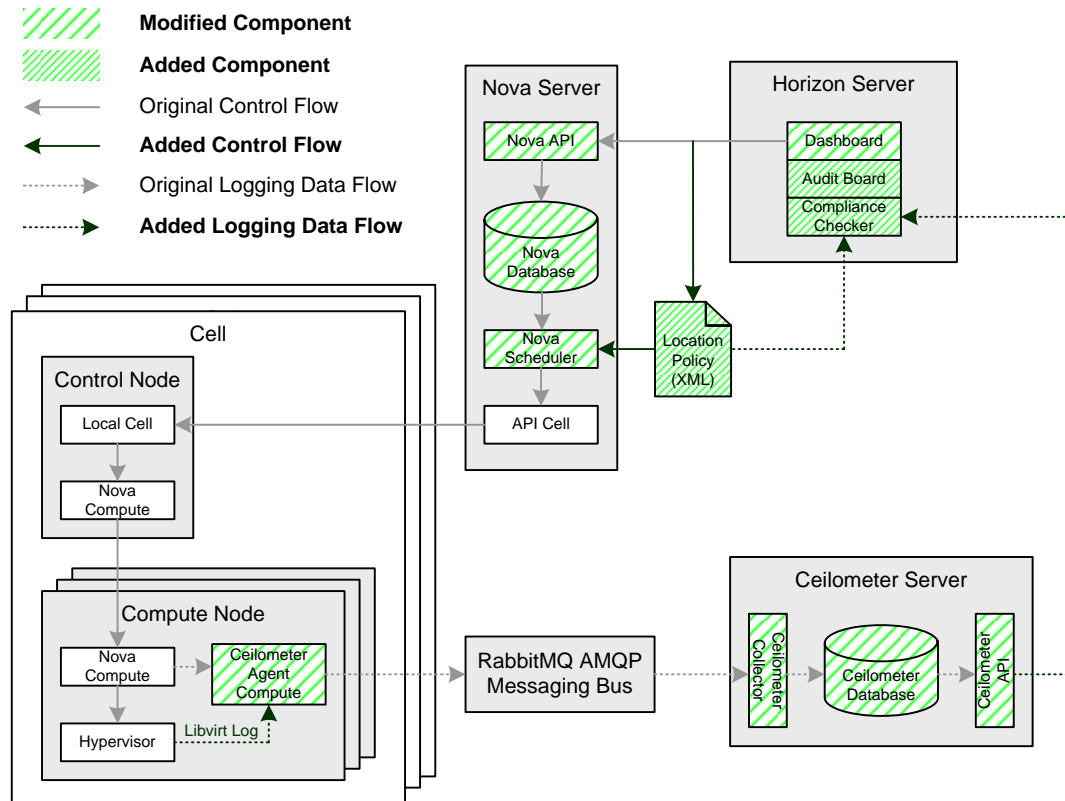 Modified Component
Added Component
Original Control Flow
Added Control Flow
Original Logging Data Flow
Added Logging Data Flow
Nova Server
Nova API
Nova
Database
Nova
Scheduler
API Cell
Horizon Server
Dashboard
Audit Board
Compliance
Checker
Location
Policy
(XML)
Cell
Control Node
Local Cell
Nova
Compute
Compute Node
Nova
Compute
Ceilometer
Agent
Compute
Hypervisor
Libvirt Log
RabbitMQ AMQP
Messaging Bus
Ceilometer Server
Ceilometer
Collector
Ceilometer
Database
Ceilometer
API